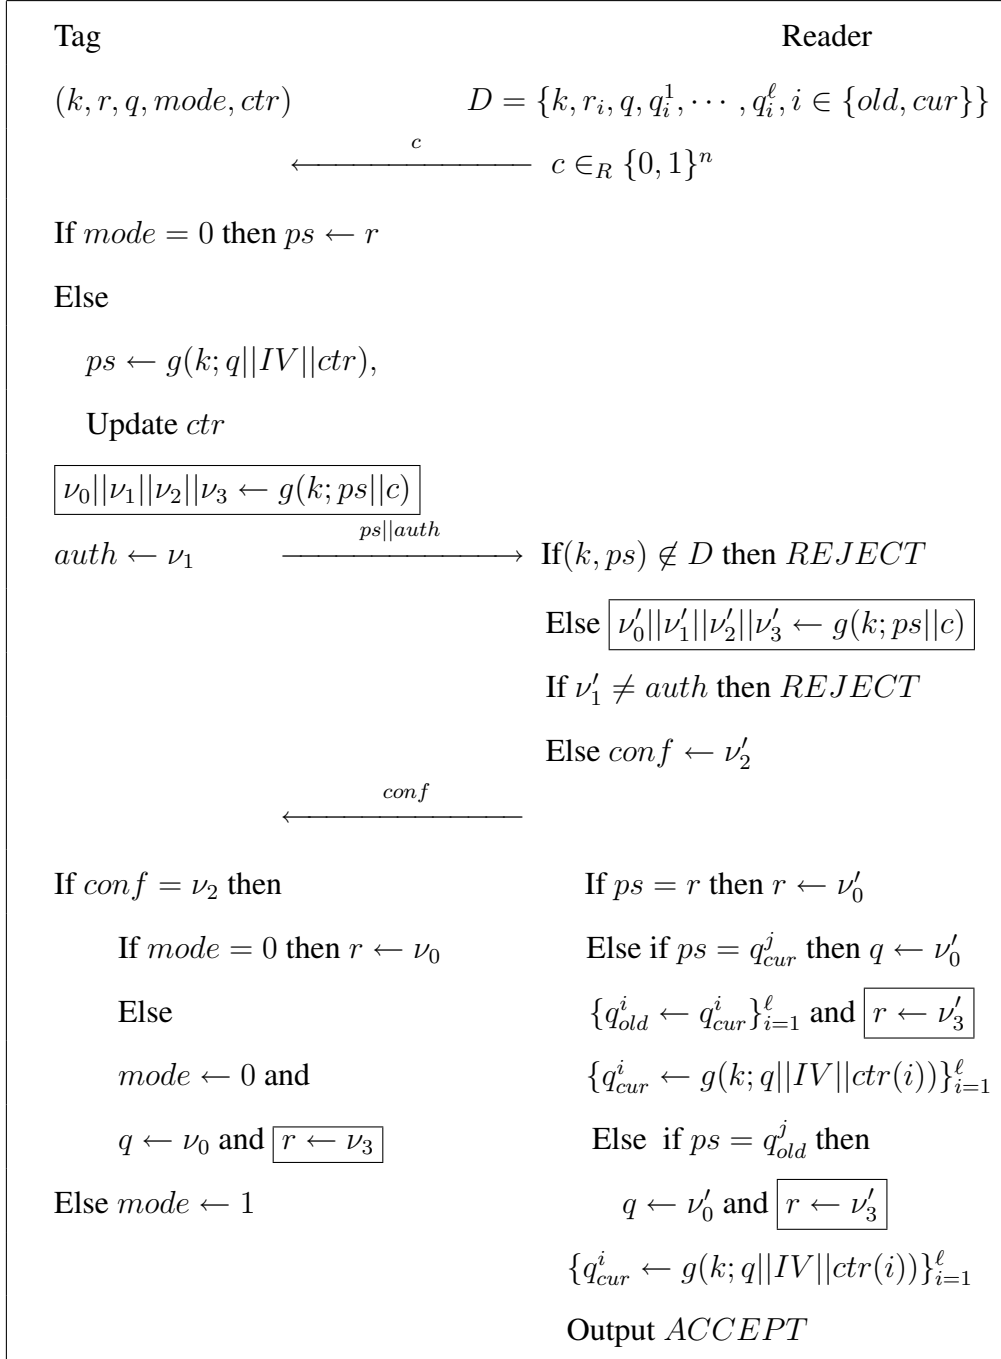 Tag Reader
(k, r, q, mode, ctr) D = {k, r_i, q, q_i^1, ⋯ , q_i^ℓ, i ∈ {old, cur}}
c
⟵ c ∈_R {0, 1}^n
If mode = 0 then ps ← r
Else
ps ← g(k; q||IV||ctr),
Update ctr
ν_0||ν_1||ν_2||ν_3 ← g(k; ps||c)
ps||auth
auth ← ν_1 ⟶ If(k, ps) ∉ D then REJECT
Else ν′_0||ν′_1||ν′_2||ν′_3 ← g(k; ps||c)
If ν′_1 ≠ auth then REJECT
Else conf ← ν′_2
conf
⟵
If conf = ν_2 then If ps = r then r ← ν′_0
If mode = 0 then r ← ν_0 Else if ps = q_cur^j then q ← ν′_0
Else {q_old^i ← q_cur^i}_{i=1}^ℓ and r ← ν′_3
mode ← 0 and {q_cur^i ← g(k; q||IV||ctr(i))}_{i=1}^ℓ
q ← ν_0 and r ← ν_3 Else if ps = q_old^j then
Else mode ← 1 q ← ν′_0 and r ← ν′_3
{q_cur^i ← g(k; q||IV||ctr(i))}_{i=1}^ℓ
Output ACCEPT